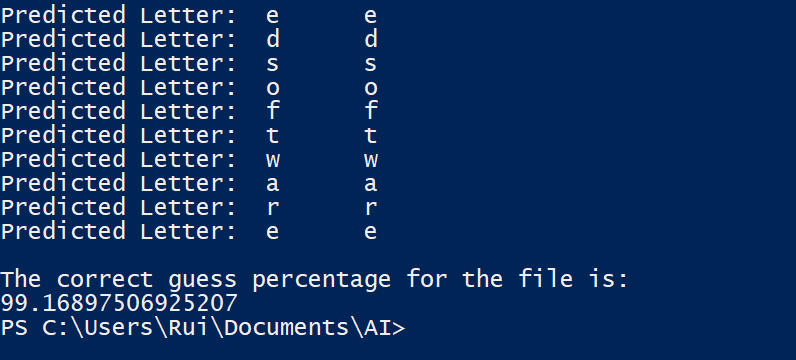 Predicted Letter:  e      e
Predicted Letter:  d      d
Predicted Letter:  s      s
Predicted Letter:  o      o
Predicted Letter:  f      f
Predicted Letter:  t      t
Predicted Letter:  w      w
Predicted Letter:  a      a
Predicted Letter:  r      r
Predicted Letter:  e      e
The correct guess percentage for the file is:
99.16897506925207
PS C:\Users\Rui\Documents\AI>